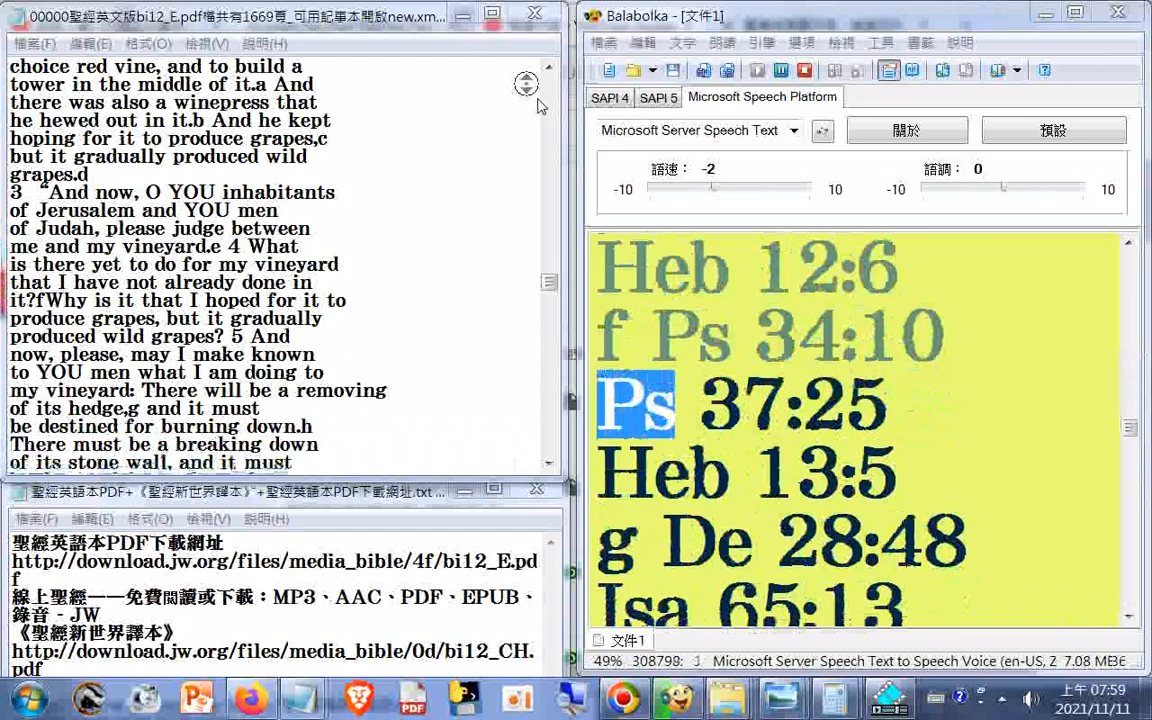 00000聖經英文版bi12_E.pdf檔共有1669頁_可用記事本開啟new.xm...
檔案(F) 編輯(E) 格式(O) 檢視(V) 說明(H)
choice red vine, and to build a
tower in the middle of it.a And
there was also a winepress that
he hewed out in it.b And he kept
hoping for it to produce grapes,c
but it gradually produced wild
grapes.d
3 “And now, O YOU inhabitants
of Jerusalem and YOU men
of Judah, please judge between
me and my vineyard.e 4 What
is there yet to do for my vineyard
that I have not already done in
it?fWhy is it that I hoped for it to
produce grapes, but it gradually
produced wild grapes? 5 And
now, please, may I make known
to YOU men what I am doing to
my vineyard: There will be a removing
of its hedge,g and it must
be destined for burning down.h
There must be a breaking down
of its stone wall, and it must
聖經英語本PDF+《聖經新世界譯本》+聖經英語本PDF下載網址.txt ...
檔案(F) 編輯(E) 格式(O) 檢視(V) 說明(H)
聖經英語本PDF下載網址
http://download.jw.org/files/media_bible/4f/bi12_E.pd
f
線上聖經——免費閱讀或下載：MP3、AAC、PDF、EPUB、
錄音 - JW
《聖經新世界譯本》
http://download.jw.org/files/media_bible/0d/bi12_CH.
pdf
Balabolka - [文件1]
檔案 編輯 文字 朗讀 引擎 選項 檢視 工具 書籤 說明
SAPI 4 SAPI 5 Microsoft Speech Platform
Microsoft Server Speech Text 關於 預設
語速： -2 語調： 0
-10 10 -10 10
Heb 12:6
f Ps 34:10
Ps 37:25
Heb 13:5
g De 28:48
Isa 65:13
文件1
49% 308798: 1 Microsoft Server Speech Text to Speech Voice (en-US, Z 7.08 MB
上午 07:59
2021/11/11